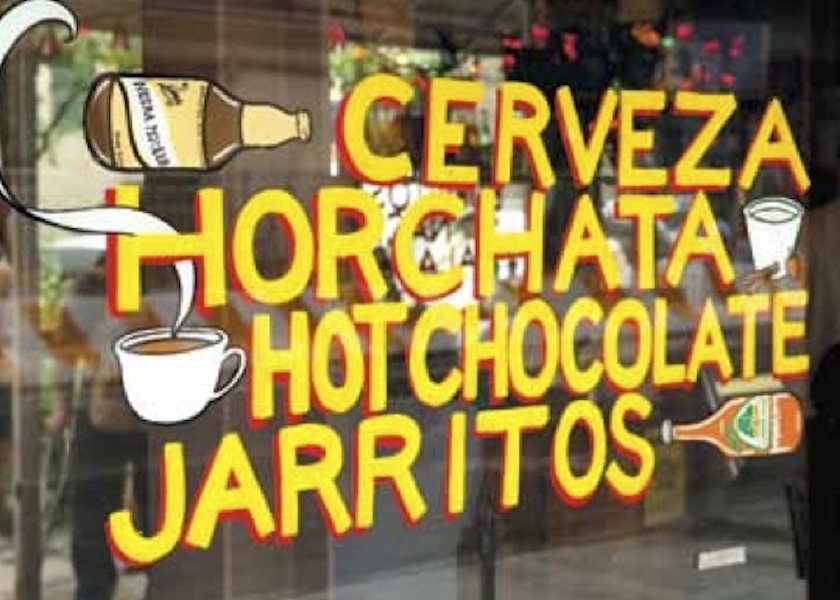 CERVEZA
HORCHATA
HOT CHOCOLATE
JARRITOS